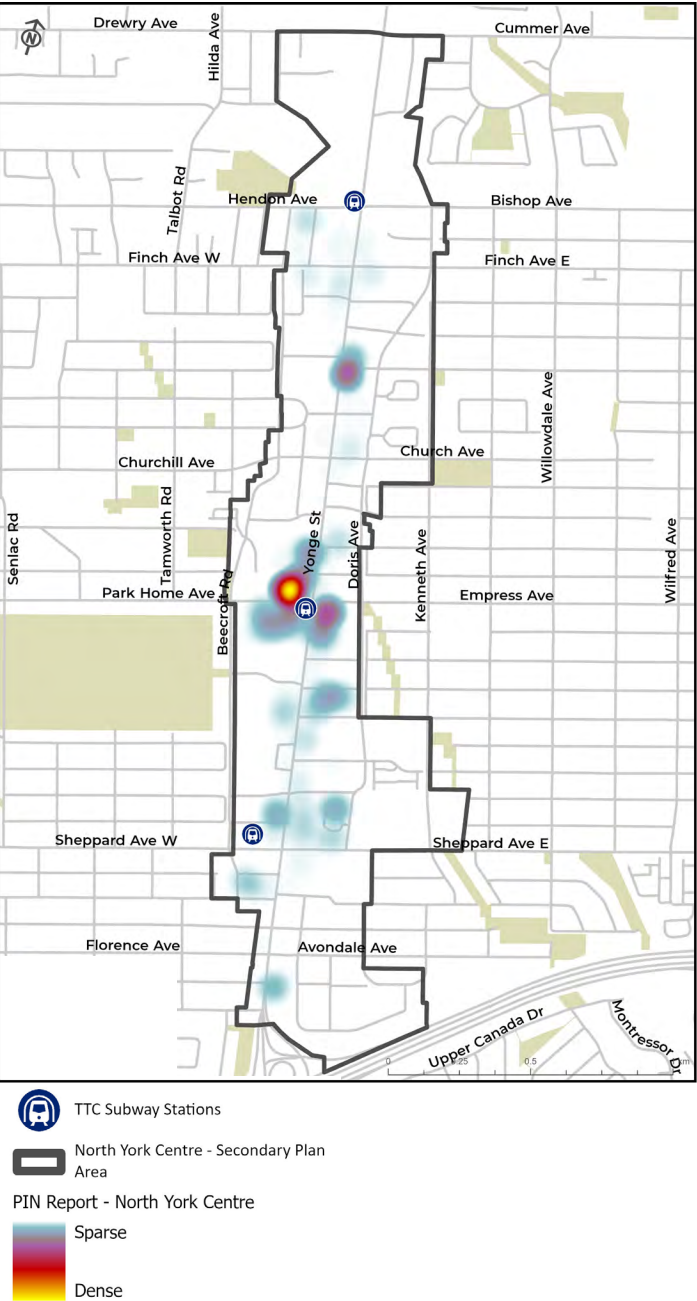 Drewry Ave
Hilda Ave
Cummer Ave
N
Talbot Rd
Hendon Ave
Bishop Ave
Finch Ave W
Finch Ave E
Willowdale Ave
Church Ave
Churchill Ave
Senlac Rd
Tamworth Rd
Yonge St
Doris Ave
Kenneth Ave
Wilfred Ave
Park Home Ave
Beecroft Rd
Empress Ave
Sheppard Ave W
Sheppard Ave E
Florence Ave
Avondale Ave
Upper Canada Dr
Montressor Dr
0
0.5
TTC Subway Stations
North York Centre - Secondary Plan
Area
PIN Report - North York Centre
Sparse
Dense